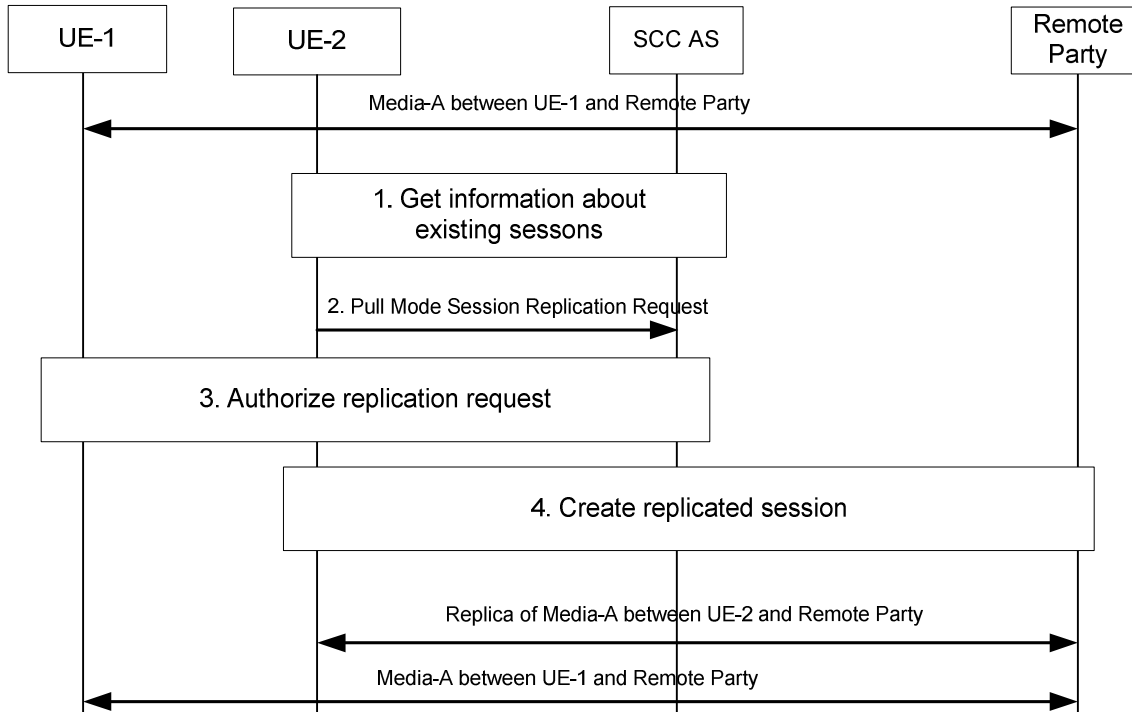 UE-1
UE-2
SCC AS
Remote
Party
Media-A between UE-1 and Remote Party
1. Get information about
existing sessons
2. Pull Mode Session Replication Request
3. Authorize replication request
4. Create replicated session
Replica of Media-A between UE-2 and Remote Party
Media-A between UE-1 and Remote Party